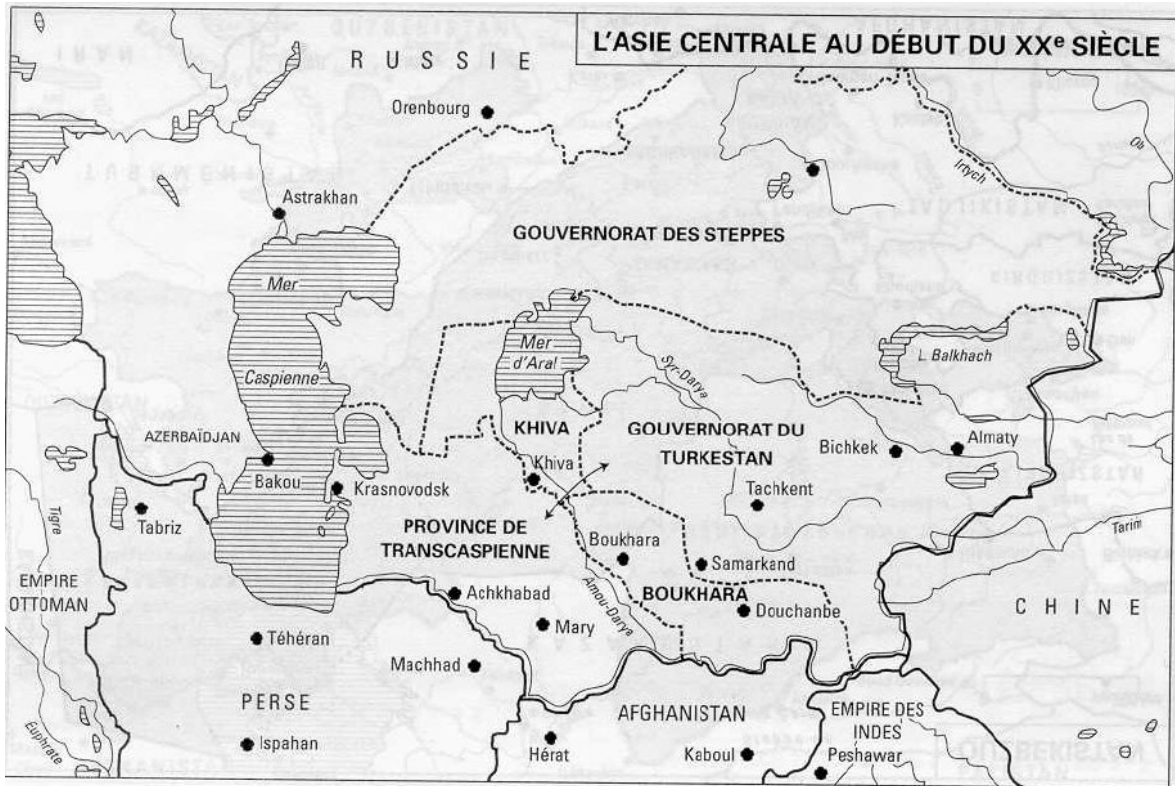 L'ASIE CENTRALE AU DÉBUT DU XXe SIÈCLE
RUSSIE
Orenbourg
Ob
Irtych
Astrakhan
GOUVERNORAT DES STEPPES
Mer
Caspienne
Mer
d'Aral
Syr-Darya
L. Balkhach
AZERBAÏDJAN
KHIVA
GOUVERNORAT DU
TURKESTAN
Bichkek
Almaty
Bakou
Krasnovodsk
Khiva
Tachkent
Tigre
Tabriz
PROVINCE DE
TRANSCASPIENNE
Tarim
Boukhara
Samarkand
EMPIRE
OTTOMAN
Achkhabad
Amou-Darya
BOUKHARA
Douchanbe
CHINE
Téhéran
Mary
Machhad
PERSE
AFGHANISTAN
EMPIRE DES
INDES
Euphrate
Ispahan
Hérat
Kaboul
Peshawar